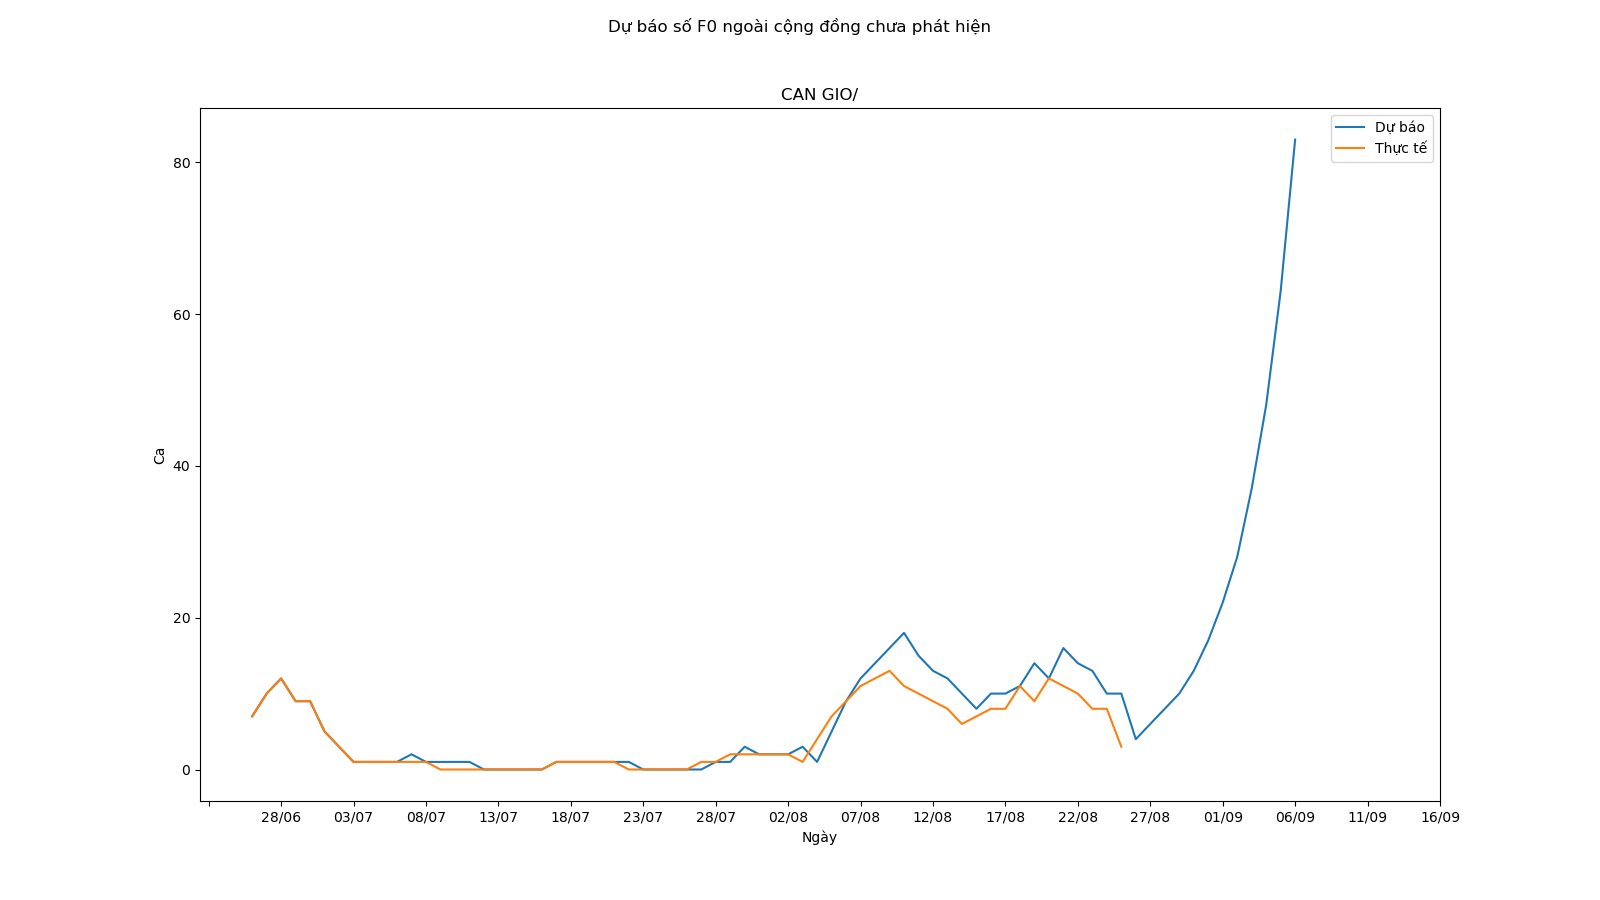 Dự báo số F0 ngoài cộng đồng chưa phát hiện
CAN GIO/
Dự báo
Thực tế
80
60
40
20
0
Ca
28/06 03/07 08/07 13/07 18/07 23/07 28/07 02/08 07/08 12/08 17/08 22/08 27/08 01/09 06/09 11/09 16/09
Ngày